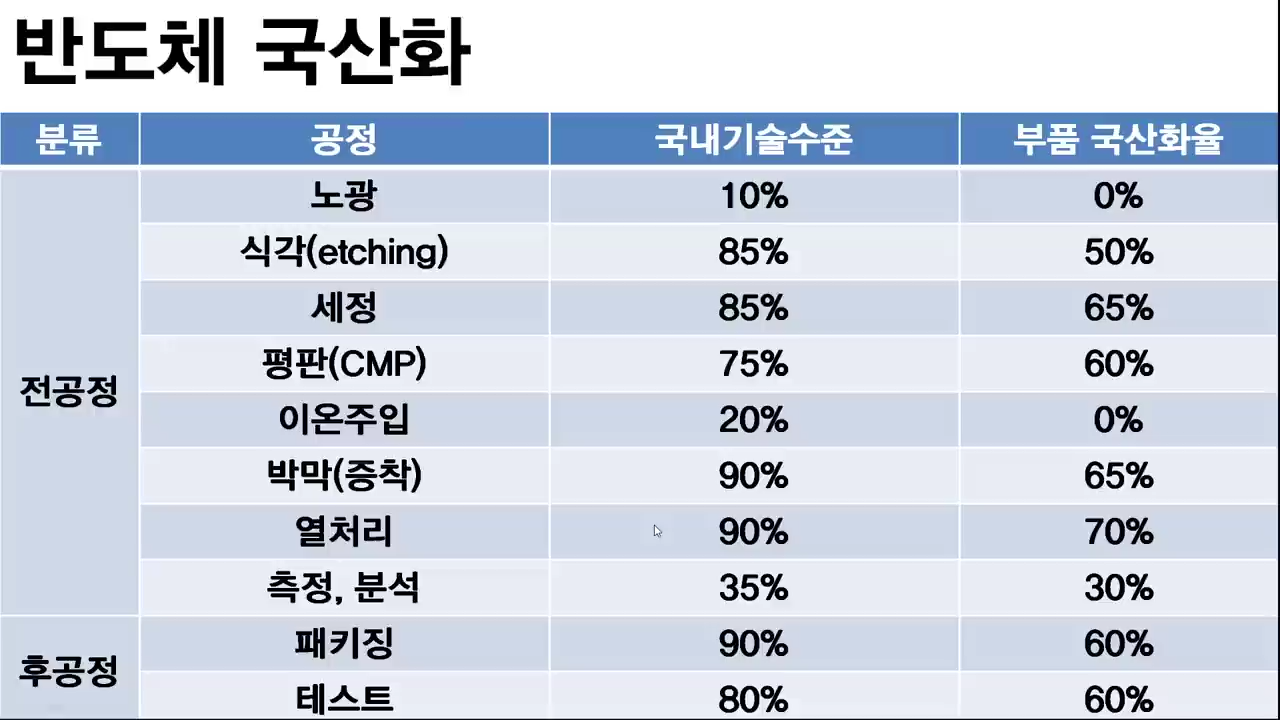 반도체 국산화
분류 공정 국내기술수준 부품 국산화율
전공정
노광 10% 0%
식각(etching) 85% 50%
세정 85% 65%
평판(CMP) 75% 60%
이온주입 20% 0%
박막(증착) 90% 65%
열처리 90% 70%
측정, 분석 35% 30%
후공정
패키징 90% 60%
테스트 80% 60%